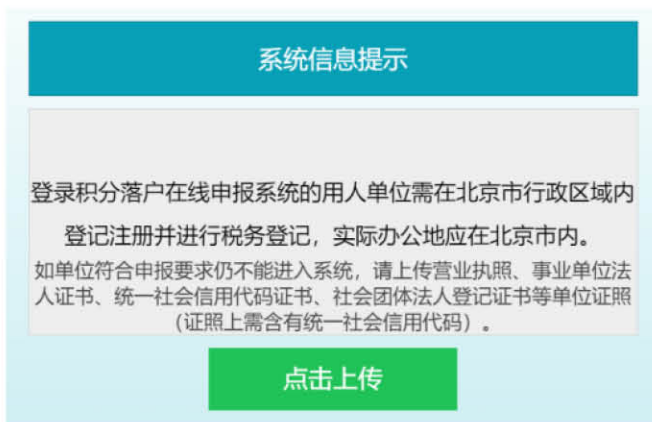 系统信息提示
登录积分落户在线申报系统的用人单位需在北京市行政区域内
登记注册并进行税务登记，实际办公地应在北京市内。
如单位符合申报要求仍不能进入系统，请上传营业执照、事业单位法
人证书、统一社会信用代码证书、社会团体法人登记证书等单位证照
（证照上需含有统一社会信用代码）。
点击上传